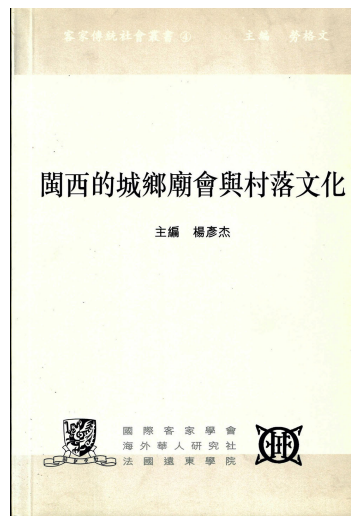 客家傳統社會叢書④ 主編 勞格文
閩西的城鄉廟會與村落文化
主編 楊彥杰
國際客家學會
海外華人研究社
法國遠東學院